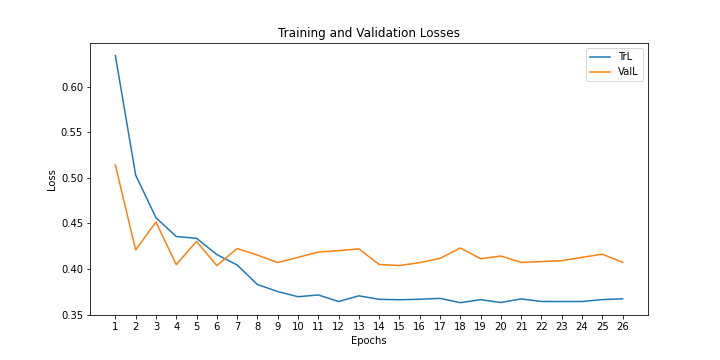 Training and Validation Losses
TrL
ValL
Loss
0.60
0.55
0.50
0.45
0.40
0.35
1 2 3 4 5 6 7 8 9 10 11 12 13 14 15 16 17 18 19 20 21 22 23 24 25 26
Epochs